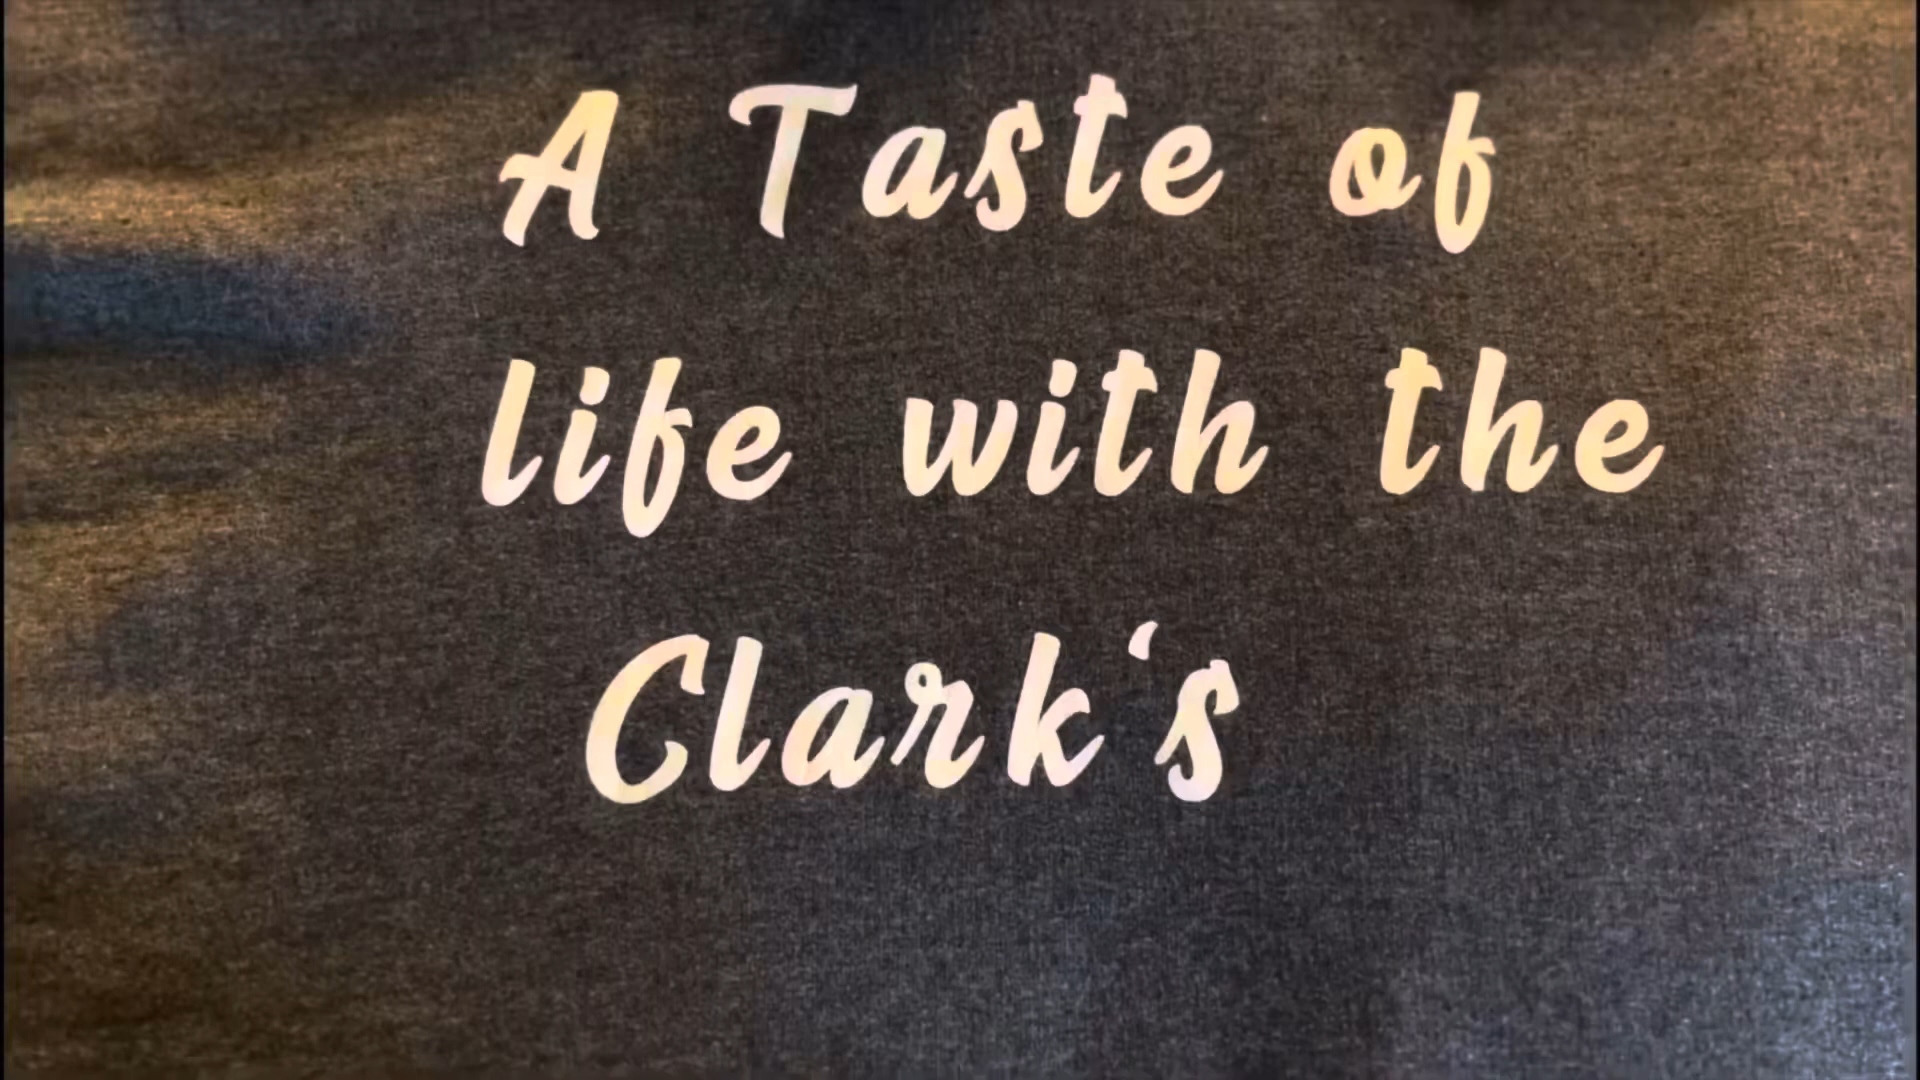 A Taste of
life with the
Clark‘s